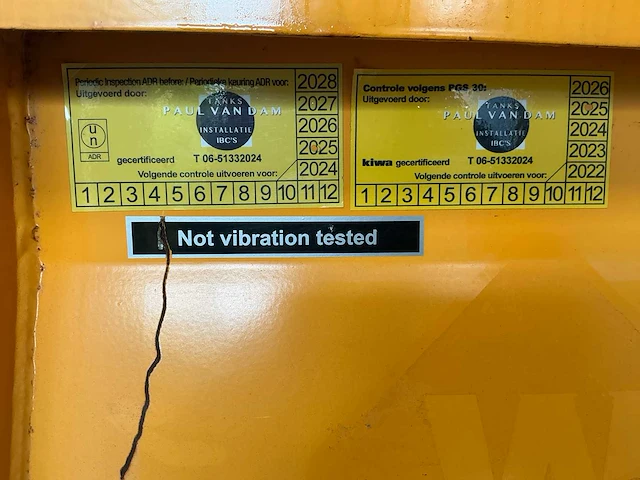 Periodic Inspection ADR before: / Periodieke keuring ADR voor:
Uitgevoerd door:
TANKS
PAUL VAN DAM
INSTALLATIE
IBC'S
un
ADR
gecertificeerd T 06-51332024
Volgende controle uitvoeren voor:
2028
2027
2026
2025
2024
1 2 3 4 5 6 7 8 9 10 11 12
Controle volgens PGS 30:
Uitgevoerd door:
TANKS
PAUL VAN DAM
INSTALLATIE
IBC'S
kiwa gecertificeerd T 06-51332024
Volgende controle uitvoeren voor:
2026
2025
2024
2023
2022
1 2 3 4 5 6 7 8 9 10 11 12
Not vibration tested